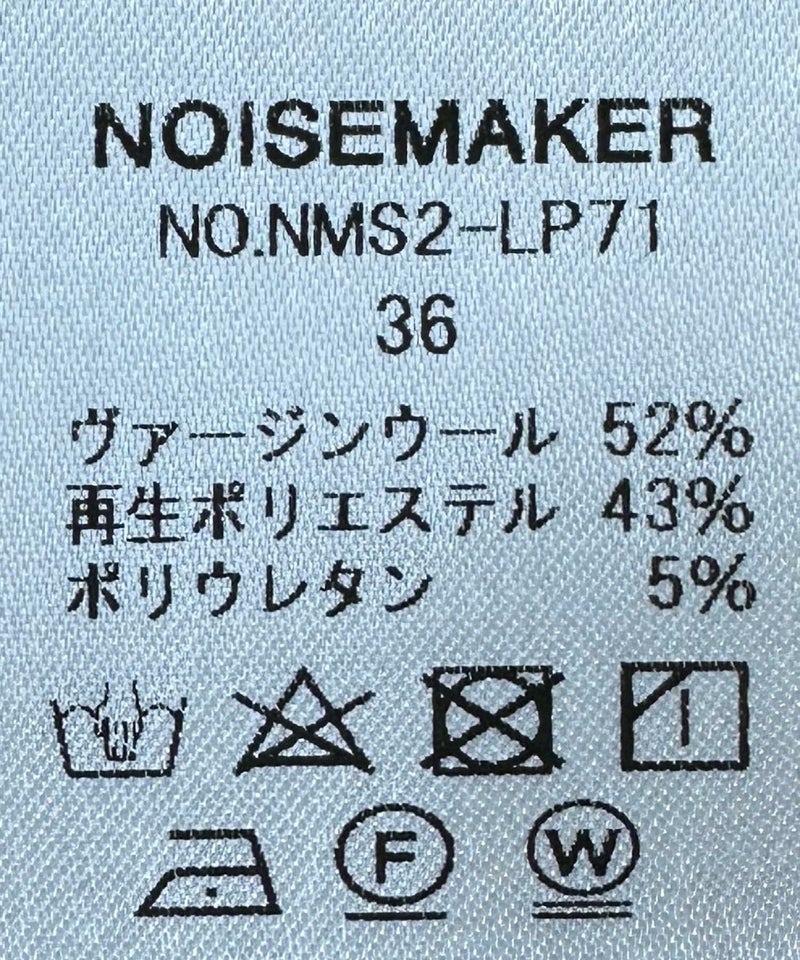 NOISEMAKER
NO.NMS2-LP71
36
ヴァージンウール 52%
再生ポリエステル 43%
ポリウレタン 5%
F W